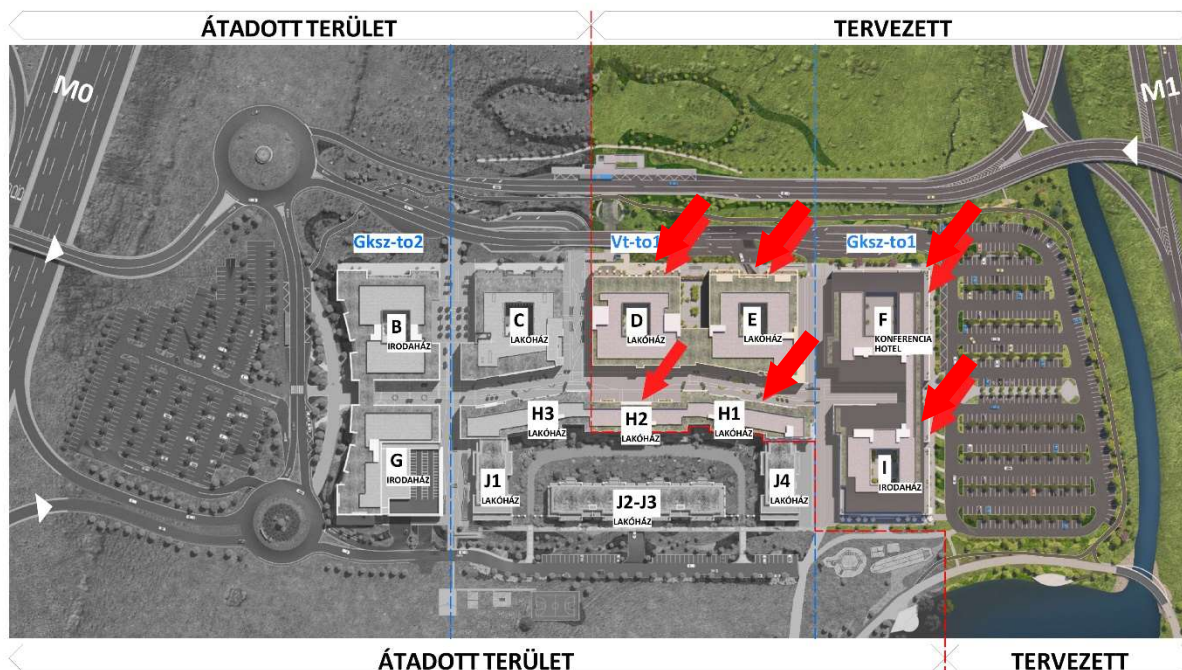 ÁTADOTT TERÜLET
TERVEZETT
M0
M1
Gksz-to2
Vt-to1
Gksz-to1
B
IRODAHÁZ
C
LAKÓHÁZ
D
LAKÓHÁZ
E
LAKÓHÁZ
F
KONFERENCIA
HOTEL
H3
LAKÓHÁZ
H2
LAKÓHÁZ
H1
LAKÓHÁZ
G
IRODAHÁZ
J1
LAKÓHÁZ
J2-J3
LAKÓHÁZ
J4
LAKÓHÁZ
I
IRODAHÁZ
ÁTADOTT TERÜLET
TERVEZETT